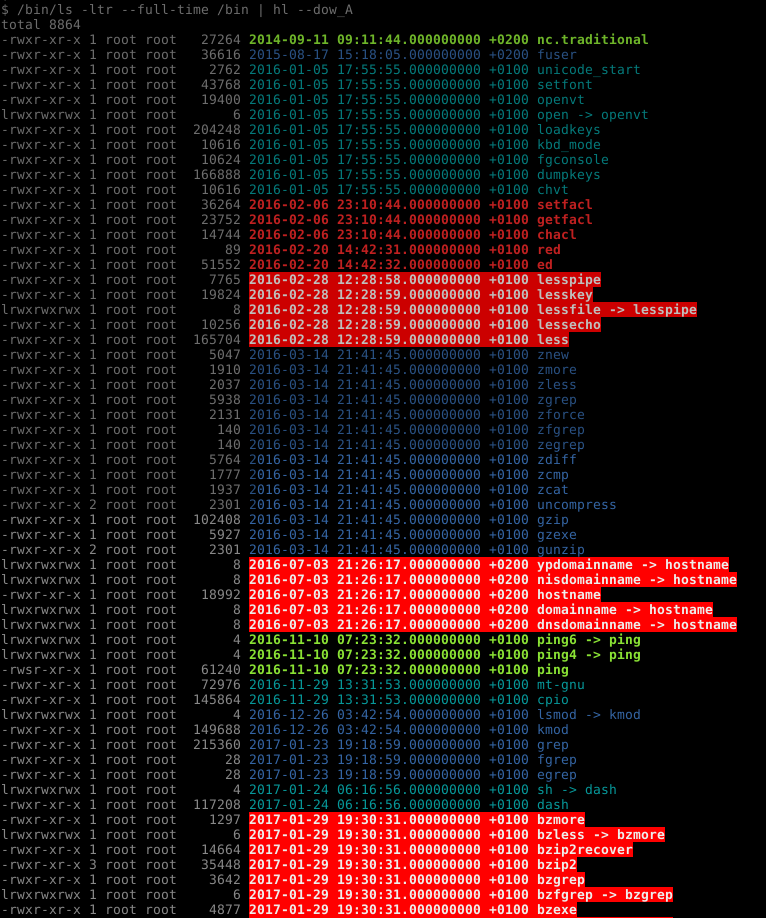 $ /bin/ls -ltr --full-time /bin | hl --dow_A
total 8864
-rwxr-xr-x 1 root root  27264 2014-09-11 09:11:44.000000000 +0200 nc.traditional
-rwxr-xr-x 1 root root  36616 2015-08-17 15:18:05.000000000 +0200 fuser
-rwxr-xr-x 1 root root   2762 2016-01-05 17:55:55.000000000 +0100 unicode_start
-rwxr-xr-x 1 root root  43768 2016-01-05 17:55:55.000000000 +0100 setfont
-rwxr-xr-x 1 root root  19400 2016-01-05 17:55:55.000000000 +0100 openvt
lrwxrwxrwx 1 root root      6 2016-01-05 17:55:55.000000000 +0100 open -> openvt
-rwxr-xr-x 1 root root 204248 2016-01-05 17:55:55.000000000 +0100 loadkeys
-rwxr-xr-x 1 root root  10616 2016-01-05 17:55:55.000000000 +0100 kbd_mode
-rwxr-xr-x 1 root root  10624 2016-01-05 17:55:55.000000000 +0100 fgconsole
-rwxr-xr-x 1 root root 166888 2016-01-05 17:55:55.000000000 +0100 dumpkeys
-rwxr-xr-x 1 root root  10616 2016-01-05 17:55:55.000000000 +0100 chvt
-rwxr-xr-x 1 root root  36264 2016-02-06 23:10:44.000000000 +0100 setfacl
-rwxr-xr-x 1 root root  23752 2016-02-06 23:10:44.000000000 +0100 getfacl
-rwxr-xr-x 1 root root  14744 2016-02-06 23:10:44.000000000 +0100 chacl
-rwxr-xr-x 1 root root     89 2016-02-20 14:42:31.000000000 +0100 red
-rwxr-xr-x 1 root root  51552 2016-02-20 14:42:32.000000000 +0100 ed
-rwxr-xr-x 1 root root   7765 2016-02-28 12:28:58.000000000 +0100 lesspipe
-rwxr-xr-x 1 root root  19824 2016-02-28 12:28:59.000000000 +0100 lesskey
lrwxrwxrwx 1 root root      8 2016-02-28 12:28:59.000000000 +0100 lessfile -> lesspipe
-rwxr-xr-x 1 root root  10256 2016-02-28 12:28:59.000000000 +0100 lessecho
-rwxr-xr-x 1 root root 165704 2016-02-28 12:28:59.000000000 +0100 less
-rwxr-xr-x 1 root root   5047 2016-03-14 21:41:45.000000000 +0100 znew
-rwxr-xr-x 1 root root   1910 2016-03-14 21:41:45.000000000 +0100 zmore
-rwxr-xr-x 1 root root   2037 2016-03-14 21:41:45.000000000 +0100 zless
-rwxr-xr-x 1 root root   5938 2016-03-14 21:41:45.000000000 +0100 zgrep
-rwxr-xr-x 1 root root   2131 2016-03-14 21:41:45.000000000 +0100 zforce
-rwxr-xr-x 1 root root    140 2016-03-14 21:41:45.000000000 +0100 zfgrep
-rwxr-xr-x 1 root root    140 2016-03-14 21:41:45.000000000 +0100 zegrep
-rwxr-xr-x 1 root root   5764 2016-03-14 21:41:45.000000000 +0100 zdiff
-rwxr-xr-x 1 root root   1777 2016-03-14 21:41:45.000000000 +0100 zcmp
-rwxr-xr-x 1 root root   1937 2016-03-14 21:41:45.000000000 +0100 zcat
-rwxr-xr-x 2 root root   2301 2016-03-14 21:41:45.000000000 +0100 uncompress
-rwxr-xr-x 1 root root 102408 2016-03-14 21:41:45.000000000 +0100 gzip
-rwxr-xr-x 1 root root   5927 2016-03-14 21:41:45.000000000 +0100 gzexe
-rwxr-xr-x 2 root root   2301 2016-03-14 21:41:45.000000000 +0100 gunzip
lrwxrwxrwx 1 root root      8 2016-07-03 21:26:17.000000000 +0200 ypdomainname -> hostname
lrwxrwxrwx 1 root root      8 2016-07-03 21:26:17.000000000 +0200 nisdomainname -> hostname
-rwxr-xr-x 1 root root  18992 2016-07-03 21:26:17.000000000 +0200 hostname
lrwxrwxrwx 1 root root      8 2016-07-03 21:26:17.000000000 +0200 domainname -> hostname
lrwxrwxrwx 1 root root      8 2016-07-03 21:26:17.000000000 +0200 dnsdomainname -> hostname
lrwxrwxrwx 1 root root      4 2016-11-10 07:23:32.000000000 +0100 ping6 -> ping
lrwxrwxrwx 1 root root      4 2016-11-10 07:23:32.000000000 +0100 ping4 -> ping
-rwsr-xr-x 1 root root  61240 2016-11-10 07:23:32.000000000 +0100 ping
-rwxr-xr-x 1 root root  72976 2016-11-29 13:31:53.000000000 +0100 mt-gnu
-rwxr-xr-x 1 root root 145864 2016-11-29 13:31:53.000000000 +0100 cpio
lrwxrwxrwx 1 root root      4 2016-12-26 03:42:54.000000000 +0100 lsmod -> kmod
-rwxr-xr-x 1 root root 149688 2016-12-26 03:42:54.000000000 +0100 kmod
-rwxr-xr-x 1 root root 215360 2017-01-23 19:18:59.000000000 +0100 grep
-rwxr-xr-x 1 root root     28 2017-01-23 19:18:59.000000000 +0100 fgrep
-rwxr-xr-x 1 root root     28 2017-01-23 19:18:59.000000000 +0100 egrep
lrwxrwxrwx 1 root root      4 2017-01-24 06:16:56.000000000 +0100 sh -> dash
-rwxr-xr-x 1 root root 117208 2017-01-24 06:16:56.000000000 +0100 dash
-rwxr-xr-x 1 root root   1297 2017-01-29 19:30:31.000000000 +0100 bzmore
lrwxrwxrwx 1 root root      6 2017-01-29 19:30:31.000000000 +0100 bzless -> bzmore
-rwxr-xr-x 1 root root  14664 2017-01-29 19:30:31.000000000 +0100 bzip2recover
-rwxr-xr-x 3 root root  35448 2017-01-29 19:30:31.000000000 +0100 bzip2
-rwxr-xr-x 1 root root   3642 2017-01-29 19:30:31.000000000 +0100 bzgrep
lrwxrwxrwx 1 root root      6 2017-01-29 19:30:31.000000000 +0100 bzfgrep -> bzgrep
-rwxr-xr-x 1 root root   4877 2017-01-29 19:30:31.000000000 +0100 bzexe